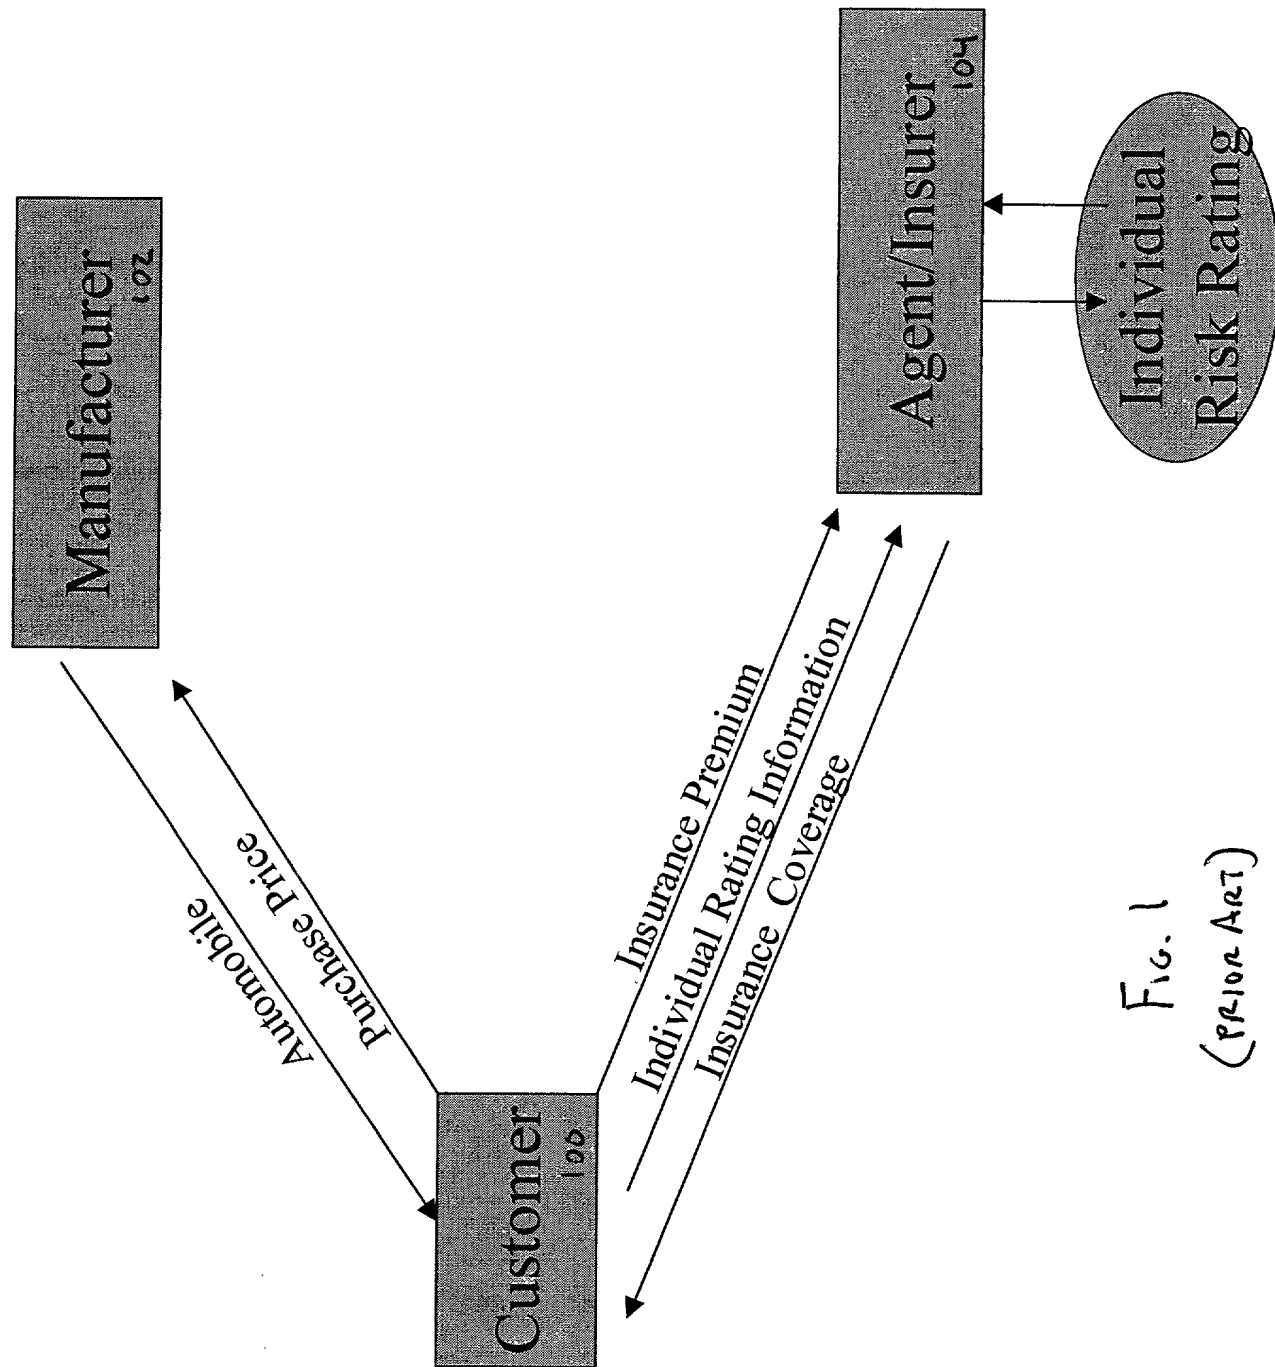 Manufacturer
102
Automobile
Purchase Price
Customer
100
Insurance Premium
Individual Rating Information
Insurance Coverage
Agent/Insurer
104
Individual
Risk Rating
FIG. 1
(PRIOR ART)